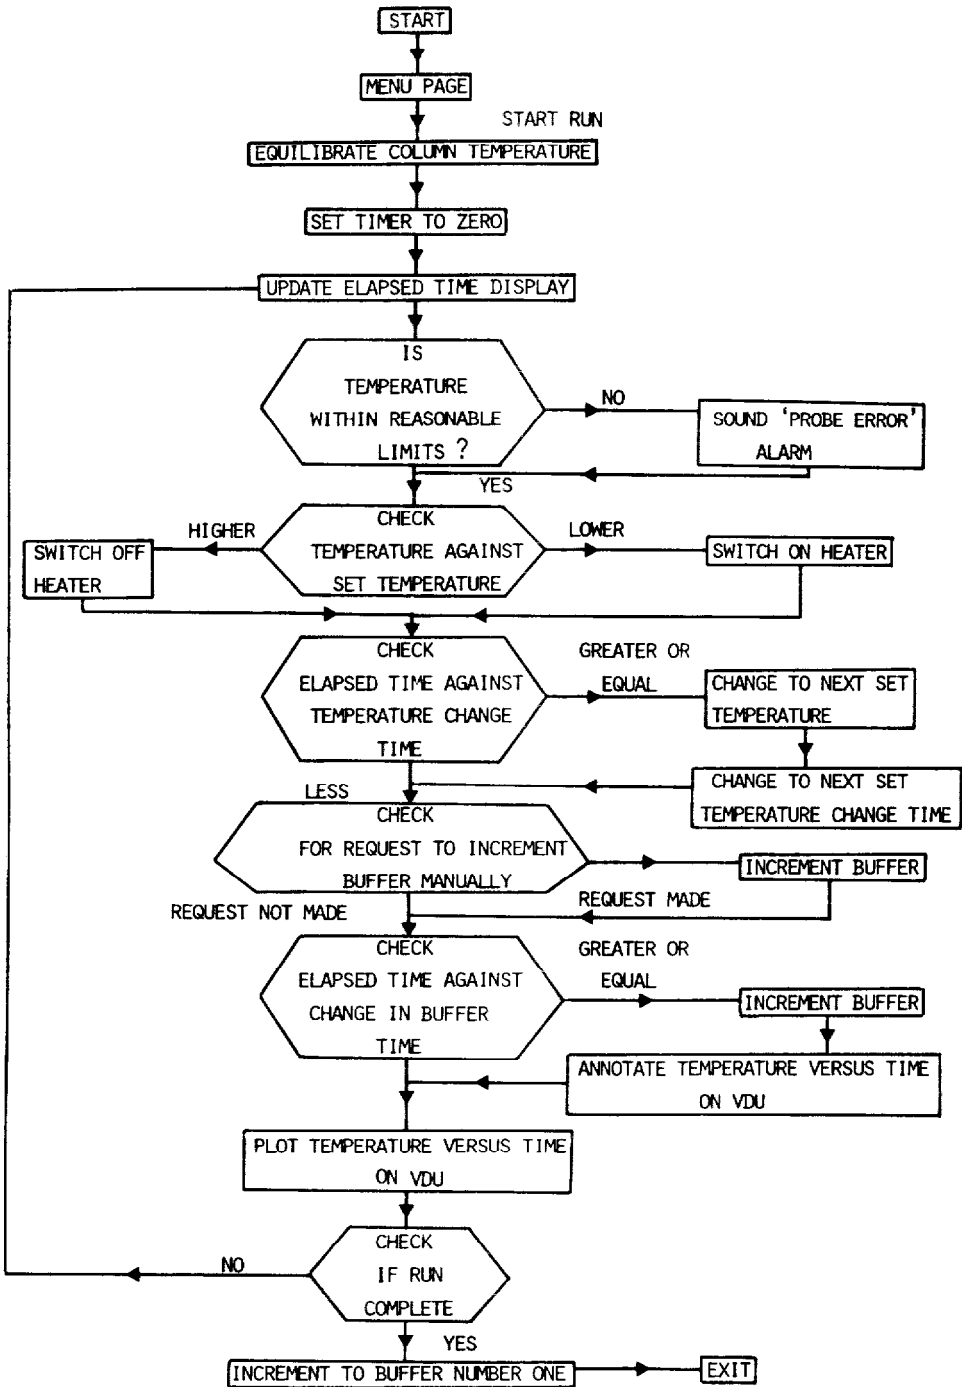 START
MENU PAGE
START RUN
EQUILIBRATE COLUMN TEMPERATURE
SET TIMER TO ZERO
UPDATE ELAPSED TIME DISPLAY
IS
TEMPERATURE
WITHIN REASONABLE
LIMITS ?
NO
SOUND 'PROBE ERROR'
ALARM
YES
CHECK
TEMPERATURE AGAINST
SET TEMPERATURE
HIGHER
SWITCH OFF
HEATER
LOWER
SWITCH ON HEATER
CHECK
ELAPSED TIME AGAINST
TEMPERATURE CHANGE
TIME
GREATER OR
EQUAL
CHANGE TO NEXT SET
TEMPERATURE
CHANGE TO NEXT SET
TEMPERATURE CHANGE TIME
LESS
CHECK
FOR REQUEST TO INCREMENT
BUFFER MANUALLY
INCREMENT BUFFER
REQUEST MADE
REQUEST NOT MADE
CHECK
ELAPSED TIME AGAINST
CHANGE IN BUFFER
TIME
GREATER OR
EQUAL
INCREMENT BUFFER
ANNOTATE TEMPERATURE VERSUS TIME
ON VDU
PLOT TEMPERATURE VERSUS TIME
ON VDU
CHECK
IF RUN
COMPLETE
NO
YES
INCREMENT TO BUFFER NUMBER ONE
EXIT